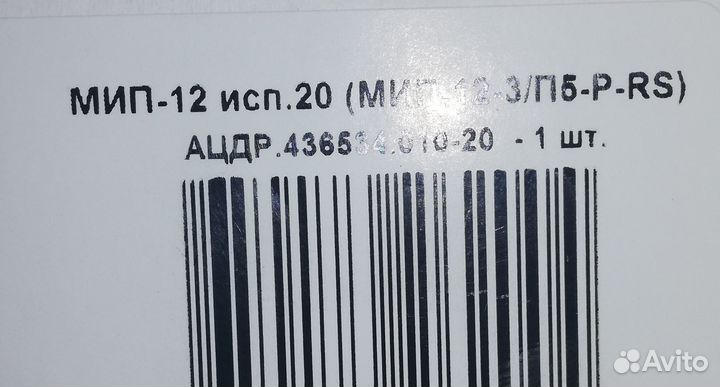 МИП-12 исп.20 (МИП-12-3/П5-Р-RS)
АЦДР.436534.010-20 - 1 шт.
Avito